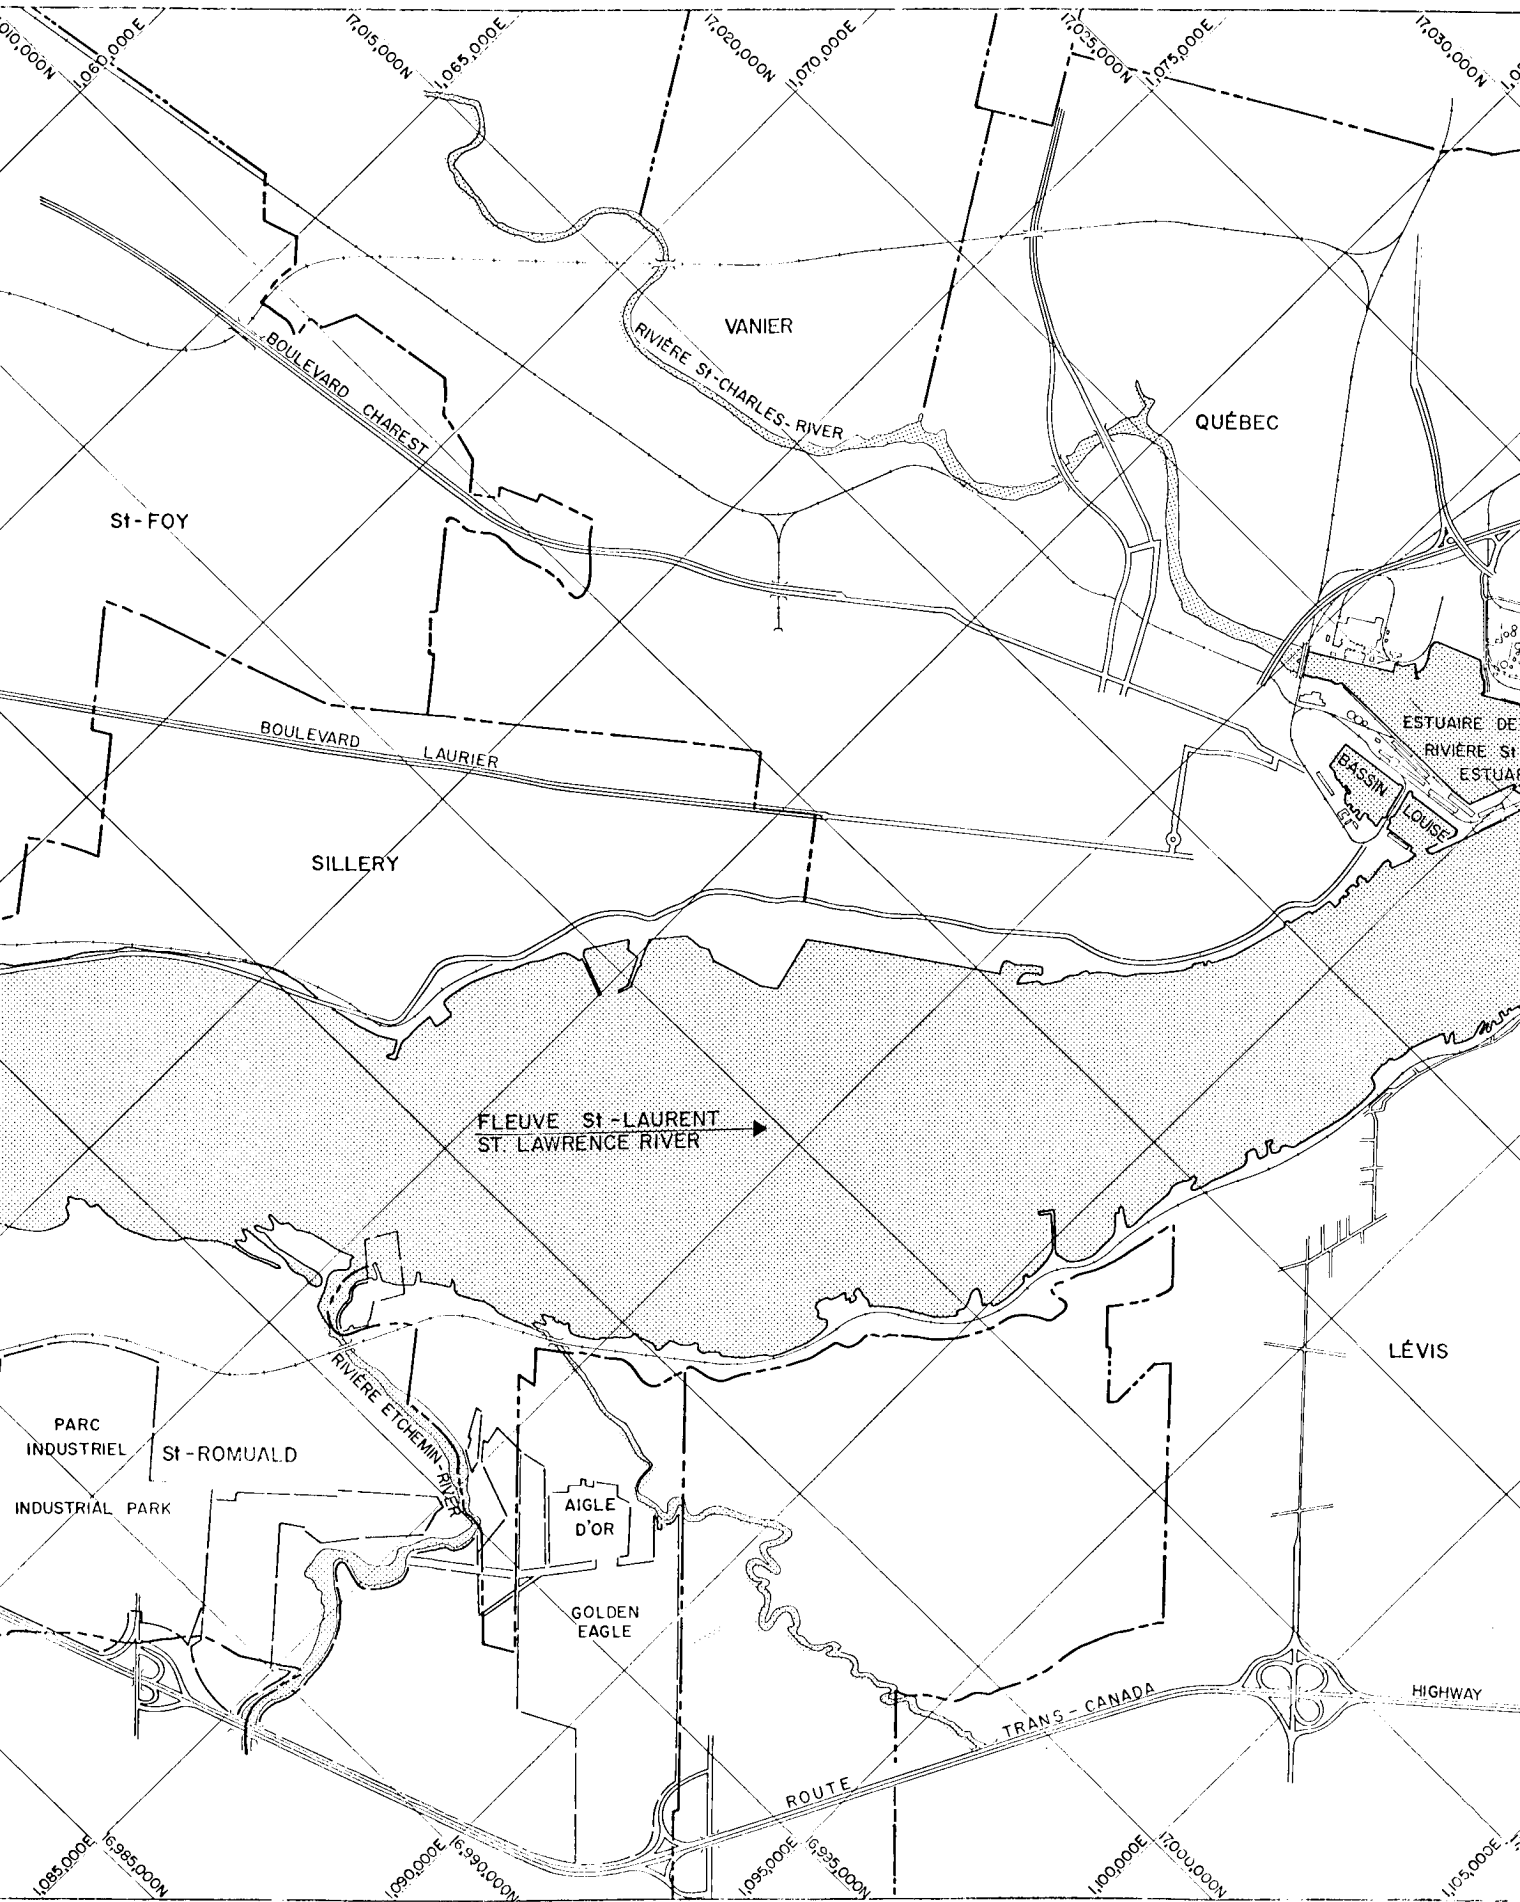 1,060,000E
17,015,000N
1,065,000E
17,020,000N
1,070,000E
17,025,000N
1,075,000E
17,030,000N
VANIER
RIVIÈRE St-CHARLES-RIVER
BOULEVARD CHAREST
QUÉBEC
St-FOY
ESTUAIRE DE
RIVIÈRE St
BOULEVARD LAURIER
BASSIN
LOUISE
SILLERY
FLEUVE St-LAURENT
ST. LAWRENCE RIVER
LÉVIS
RIVIÈRE ETCHEMIN-RIVER
PARC
INDUSTRIEL
St-ROMUALD
INDUSTRIAL PARK
AIGLE
D'OR
GOLDEN
EAGLE
ROUTE TRANS-CANADA HIGHWAY
1,085,000E
16,985,000N
1,090,000E
16,990,000N
1,095,000E
16,995,000N
1,100,000E
17,000,000N
1,105,000E